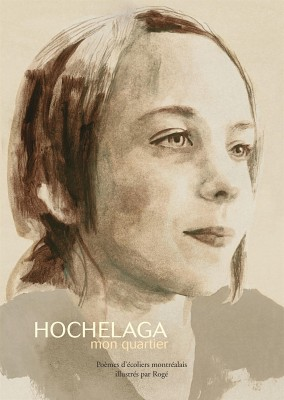 HOCHELAGA
mon quartier
Poèmes d'écoliers montréalais
illustrés par Rogé